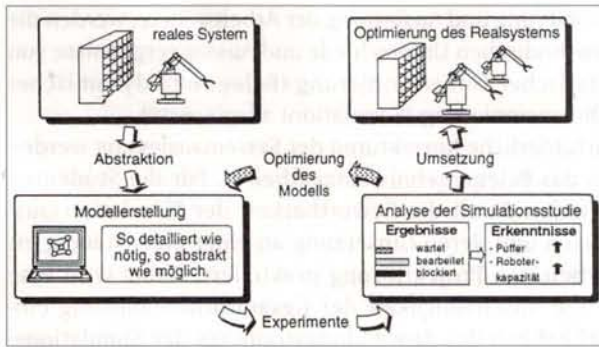 reales System
Optimierung des Realsystems
Abstraktion
Optimierung
des
Modells
Umsetzung
Modellerstellung
So detailliert wie
nötig, so abstrakt
wie möglich.
Analyse der Simulationsstudie
Ergebnisse
wartet
bearbeitet
blockiert
Erkenntnisse
- Puffer
- Roboter-
kapazität
Experimente